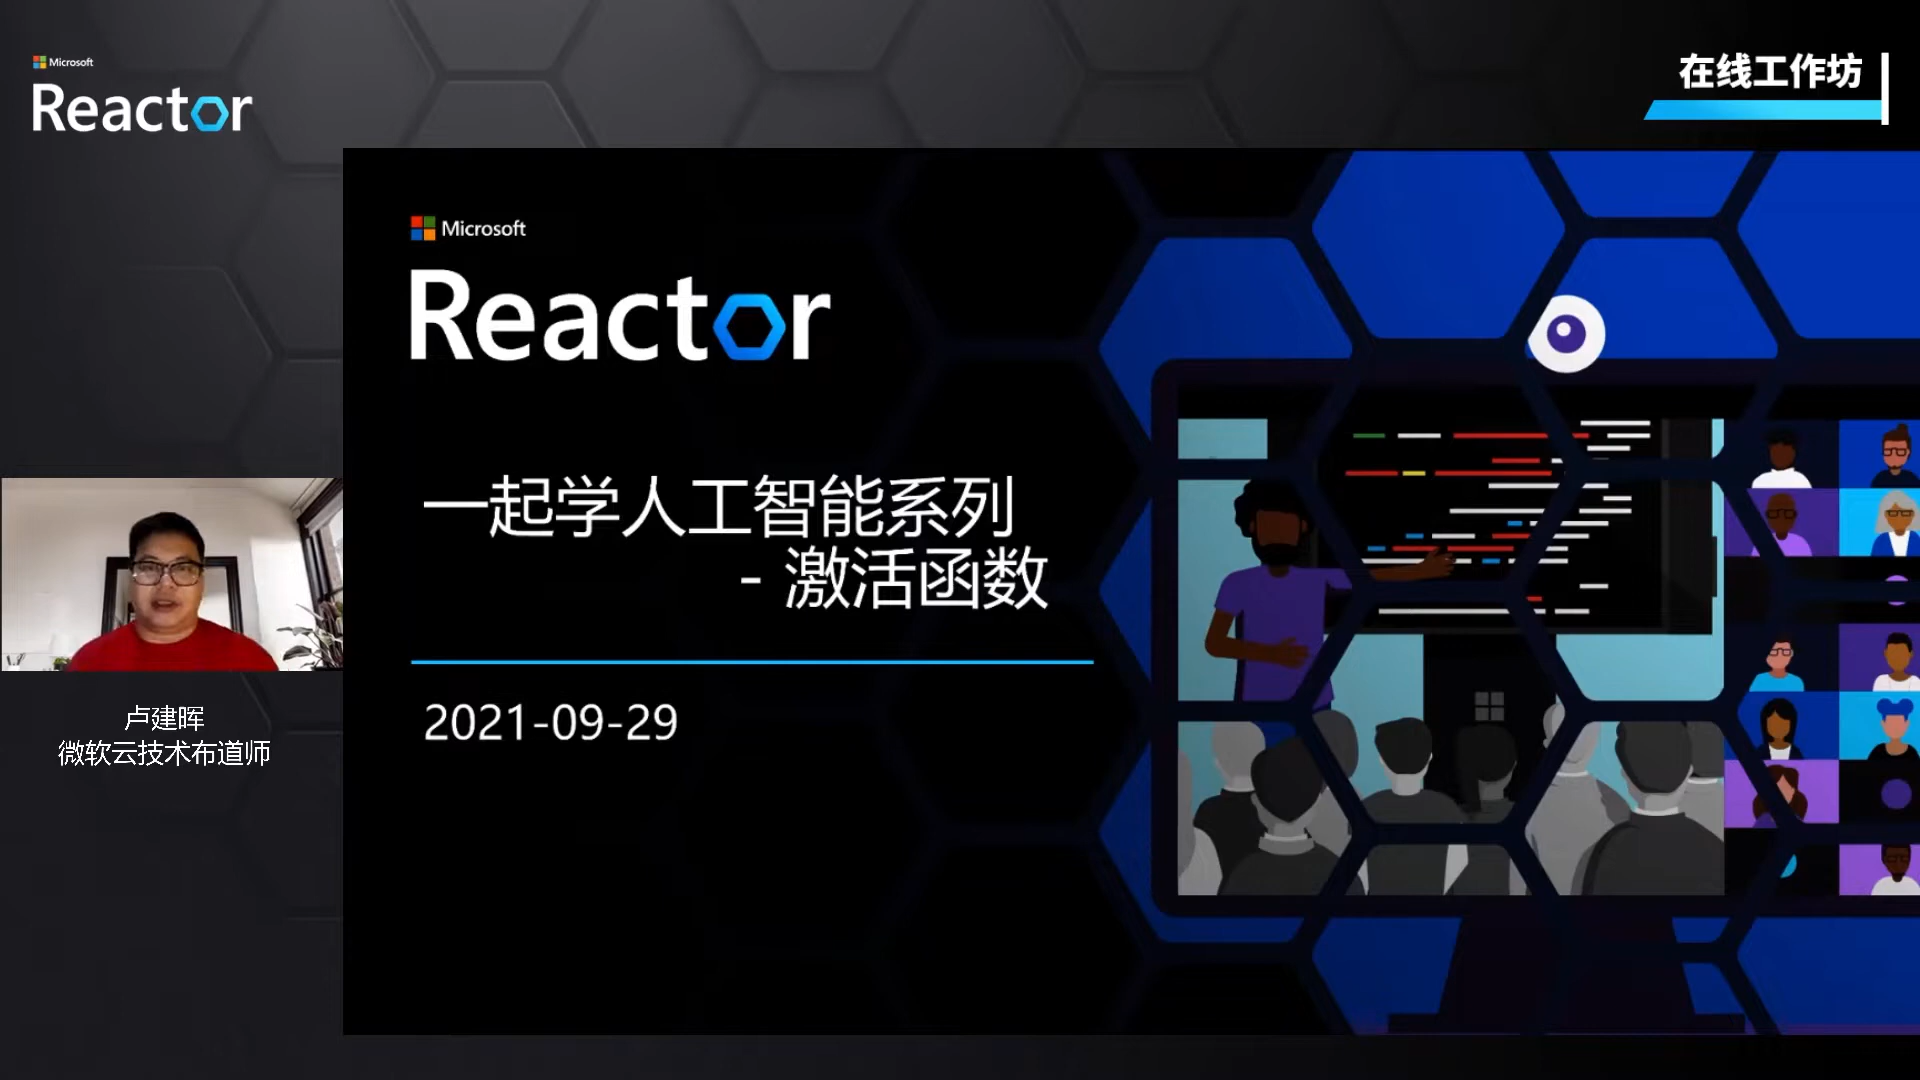 Microsoft
Reactor
在线工作坊
Microsoft
Reactor
一起学人工智能系列
- 激活函数
2021-09-29
卢建晖
微软云技术布道师